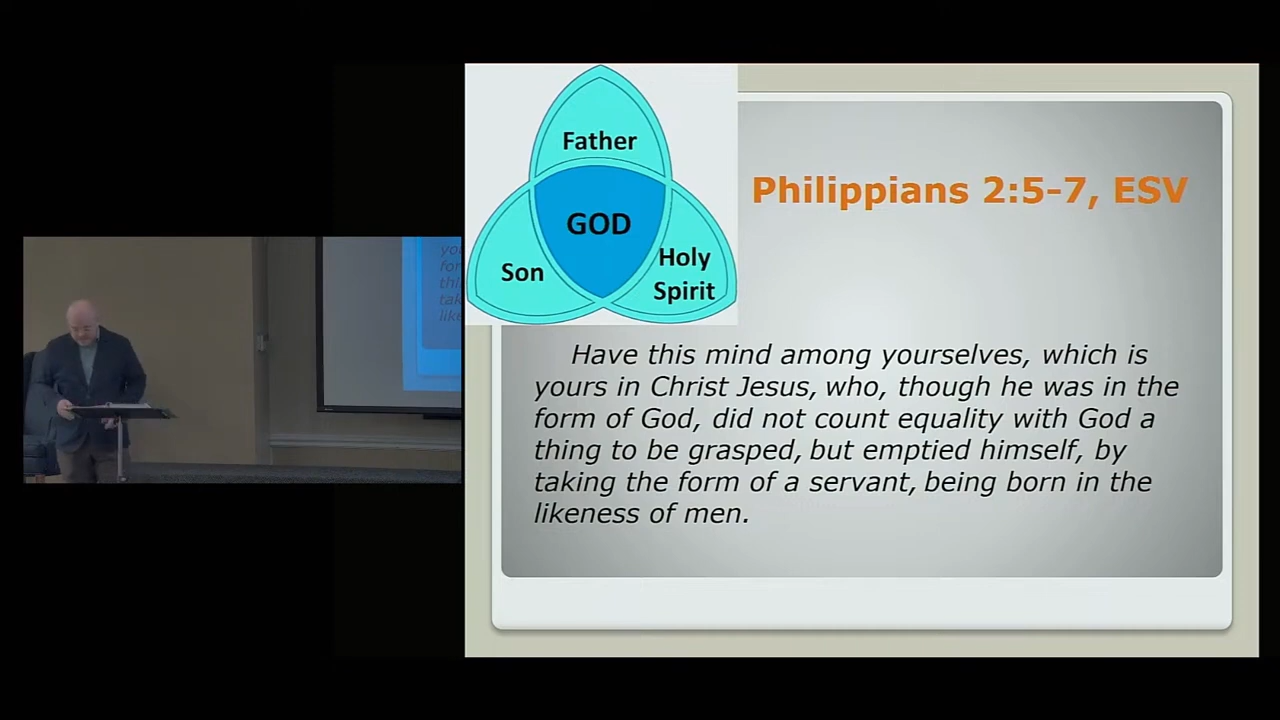 Father
GOD
Son
Holy
Spirit
Philippians 2:5-7, ESV
Have this mind among yourselves, which is
yours in Christ Jesus, who, though he was in the
form of God, did not count equality with God a
thing to be grasped, but emptied himself, by
taking the form of a servant, being born in the
likeness of men.